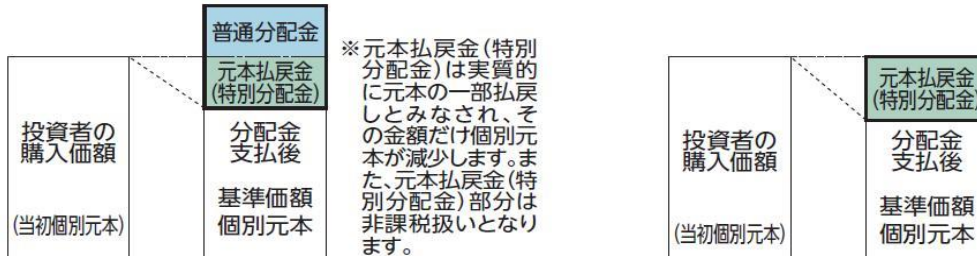 普通分配金
元本払戻金
(特別分配金)
投資者の
購入価額
(当初個別元本)
分配金
支払後
基準価額
個別元本
※元本払戻金(特別
分配金)は実質的
に元本の一部払戻
しとみなされ、そ
の金額だけ個別元
本が減少します。ま
た、元本払戻金(特
別分配金)部分は
非課税扱いとなり
ます。
元本払戻金
(特別分配金)
投資者の
購入価額
(当初個別元本)
分配金
支払後
基準価額
個別元本